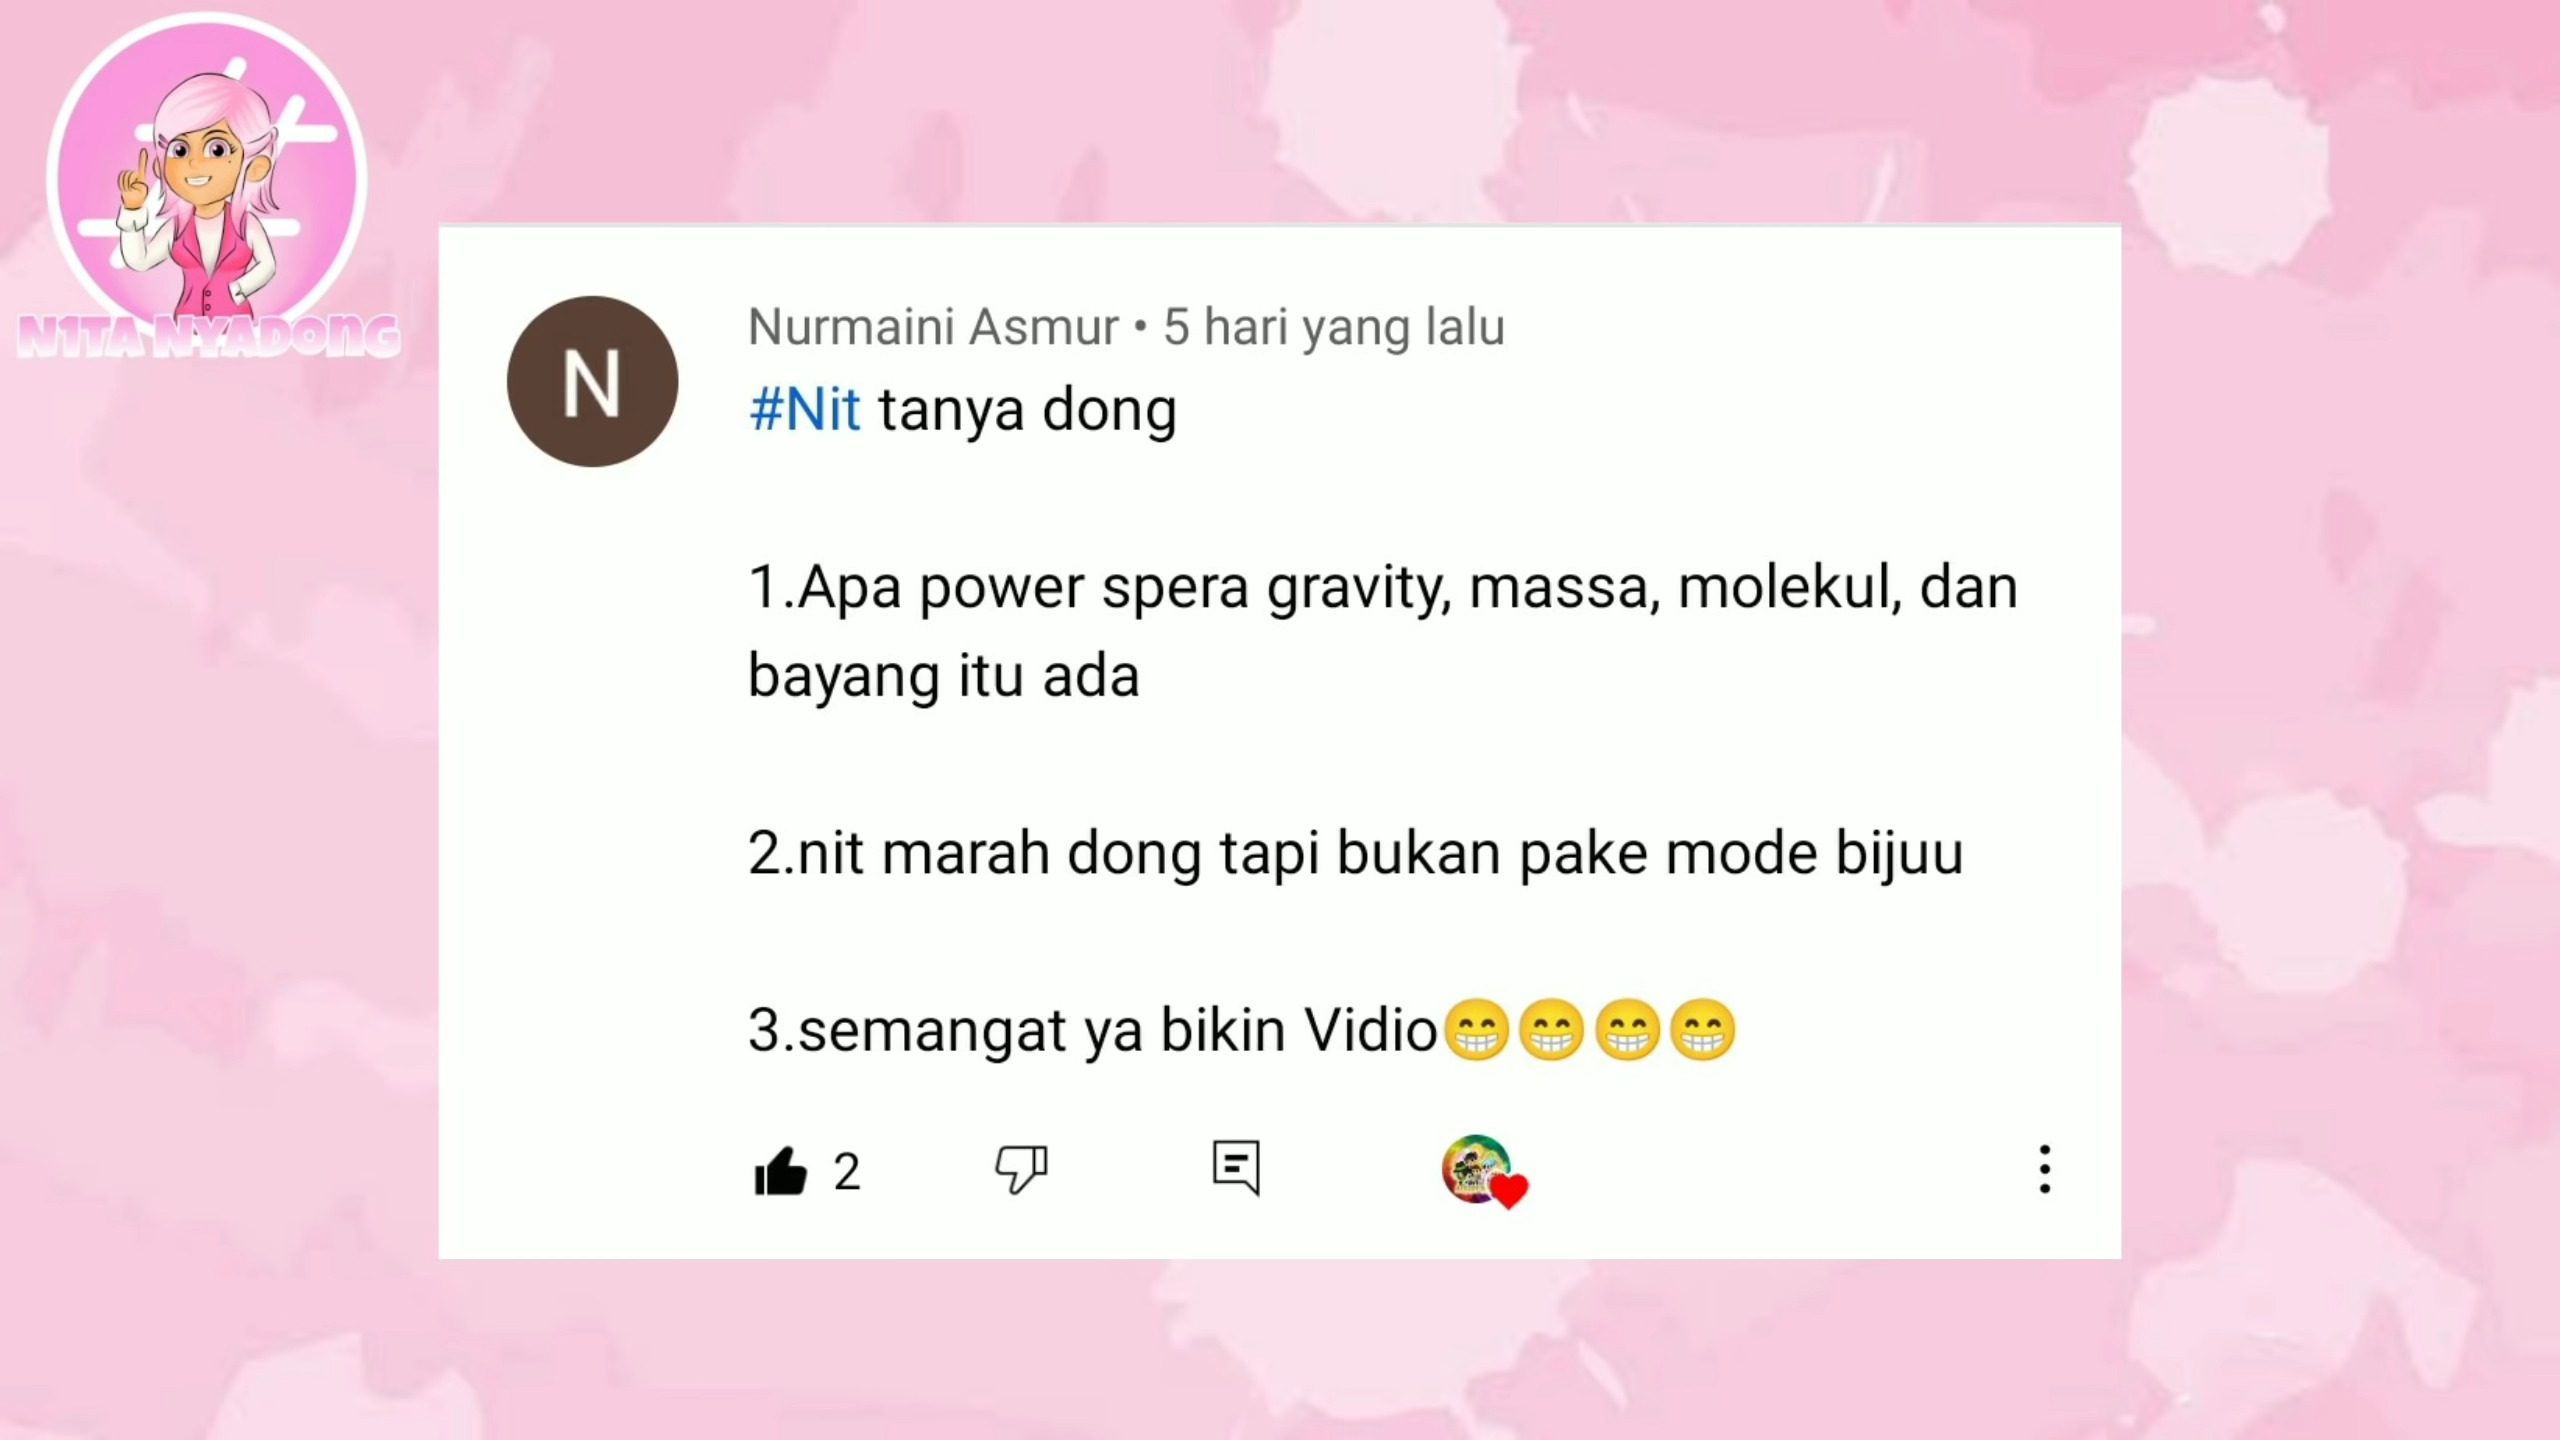 N1TA NYADONG
N
Nurmaini Asmur • 5 hari yang lalu
#Nit tanya dong
1.Apa power spera gravity, massa, molekul, dan
bayang itu ada
2.nit marah dong tapi bukan pake mode bijuu
3.semangat ya bikin Vidio😁😁😁😁
2